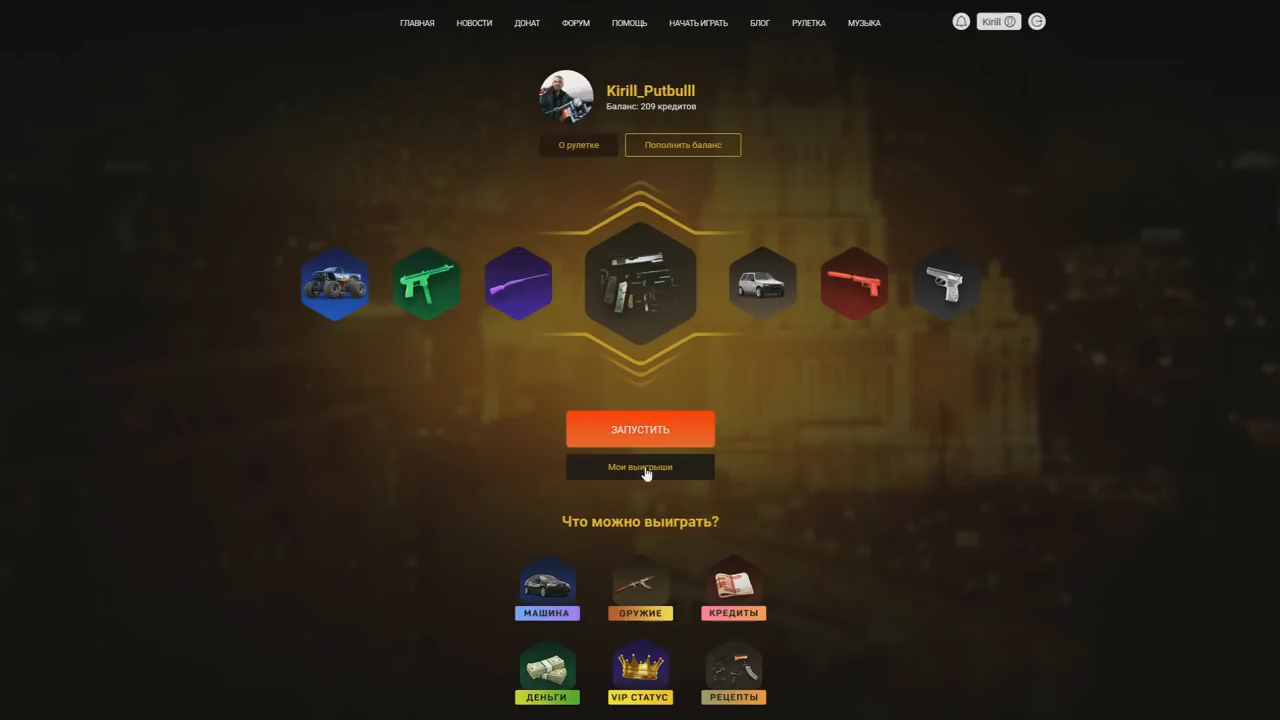 ГЛАВНАЯ НОВОСТИ ДОНАТ ФОРУМ ПОМОЩЬ НАЧАТЬ ИГРАТЬ БЛОГ РУЛЕТКА МУЗЫКА Kirill
Kirill_Putbulll
Баланс: 209 кредитов
О рулетке Пополнить баланс
ЗАПУСТИТЬ
Мои выигрыши
Что можно выиграть?
МАШИНА ОРУЖИЕ КРЕДИТЫ
ДЕНЬГИ VIP СТАТУС РЕЦЕПТЫ